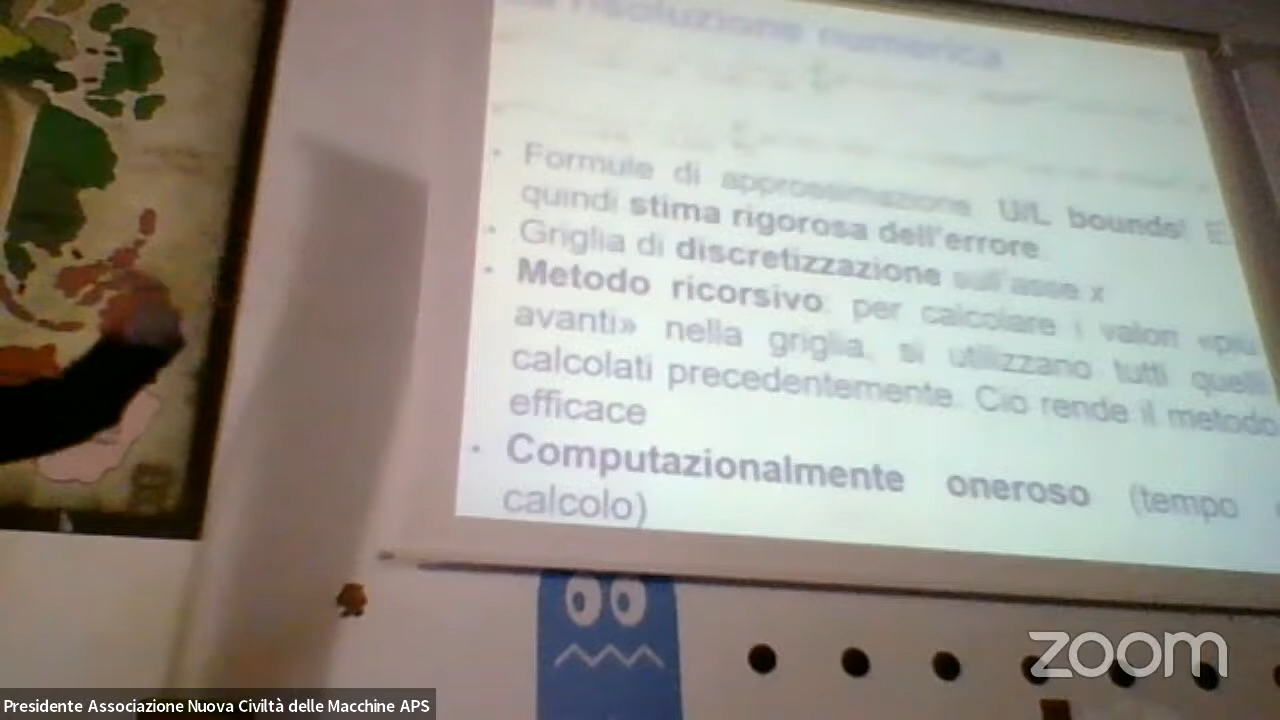 risoluzione numerica
Formule di approssimazione U/L bounds! E
quindi stima rigorosa dell'errore
Griglia di discretizzazione sull'asse x
Metodo ricorsivo: per calcolare i valori «più
avanti» nella griglia, si utilizzano tutti quelli
calcolati precedentemente. Ciò rende il metodo
efficace
Computazionalmente oneroso (tempo
calcolo)
zoom
Presidente Associazione Nuova Civiltà delle Macchine APS